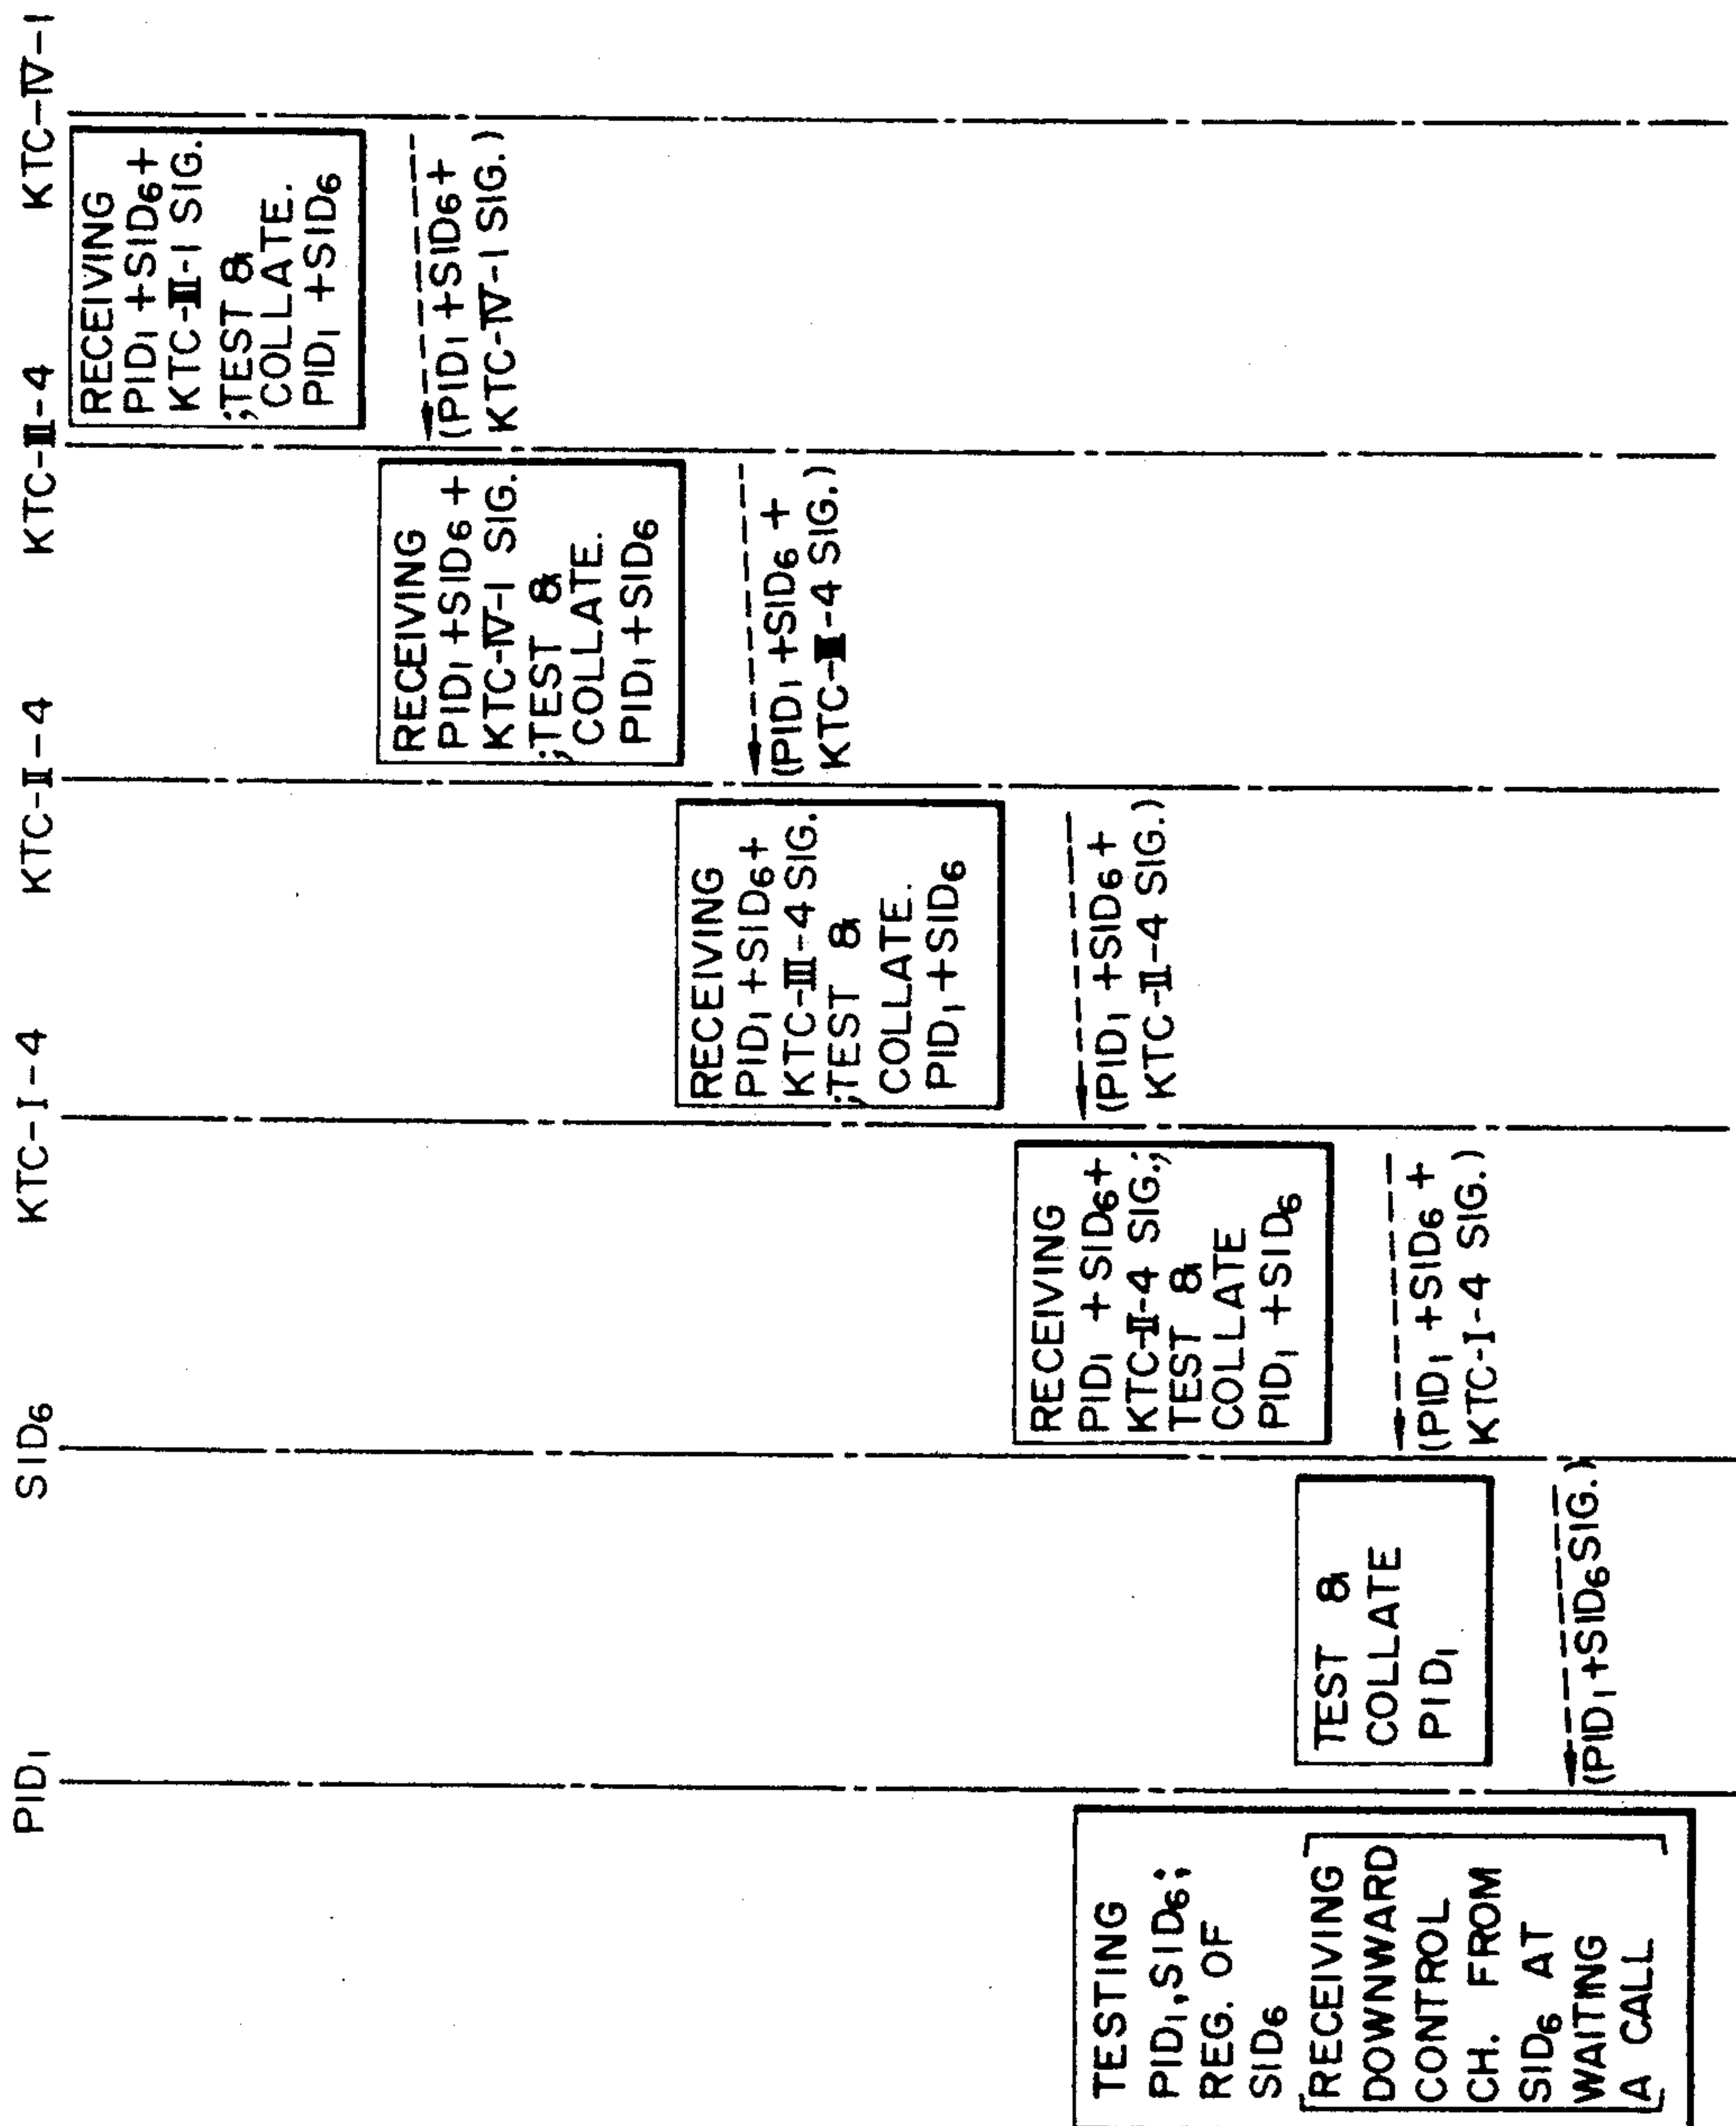 PID₁ SID₆ KTC-I-4 KTC-II-4 KTC-III-4 KTC-IV-1
RECEIVING
PID₁ +SID₆+
KTC-III-1 SIG.
;TEST &
COLLATE.
PID₁ +SID₆
(PID₁ +SID₆+
KTC-IV-1 SIG.)
RECEIVING
PID₁ +SID₆ +
KTC-IV-1 SIG.
;TEST &
COLLATE.
PID₁+SID₆
(PID₁ +SID₆ +
KTC-III-4 SIG.)
RECEIVING
PID₁ +SID₆+
KTC-III-4 SIG.
;TEST &
COLLATE.
PID₁+SID₆
(PID₁ +SID₆ +
KTC-II-4 SIG.)
RECEIVING
PID₁ +SID₆+
KTC-II-4 SIG.;
TEST &
COLLATE
PID₁ +SID₆
(PID₁ +SID₆ +
KTC-I-4 SIG.)
TEST &
COLLATE
PID₁
(PID₁+SID₆SIG.)
TESTING
PID₁,SID₆;
REG. OF
SID₆
[RECEIVING
DOWNWARD
CONTROL
CH. FROM
SID₆ AT
WAITING
A CALL]